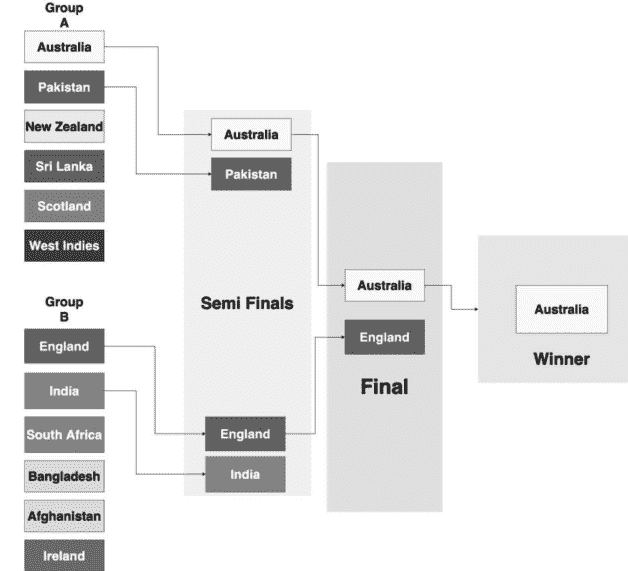 Group
A
Australia
Pakistan
New Zealand
Sri Lanka
Scotland
West Indies
Group
B
England
India
South Africa
Bangladesh
Afghanistan
Ireland
Australia
Pakistan
Semi Finals
England
India
Australia
England
Final
Australia
Winner